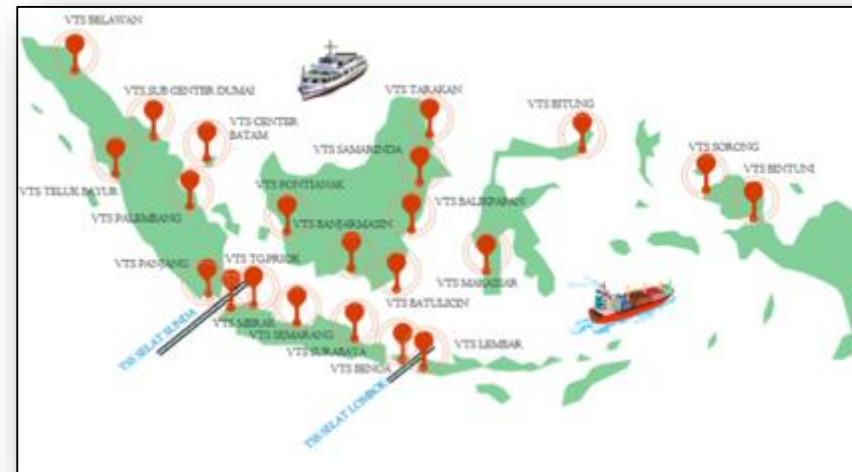 VTS BELAWAN
VTS SUB CENTER DUMAI
VTS CENTER
BATAM
VTS TARAKAN
VTS BITUNG
VTS SAMARINDA
VTS SORONG
VTS BENTUNI
VTS TELUK BAYUR
VTS PONTIANAK
VTS BALIKPAPAN
VTS PALEMBANG
VTS BANJARMASIN
VTS PANJANG
VTS TG.PRIOK
VTS MAKASSAR
VTS BATULICIN
VTS MERAK
VTS SEMARANG
VTS SURABAYA
VTS LEMBAR
VTS BENOA
TSS SELAT SUNDA
TSS SELAT LOMBOK